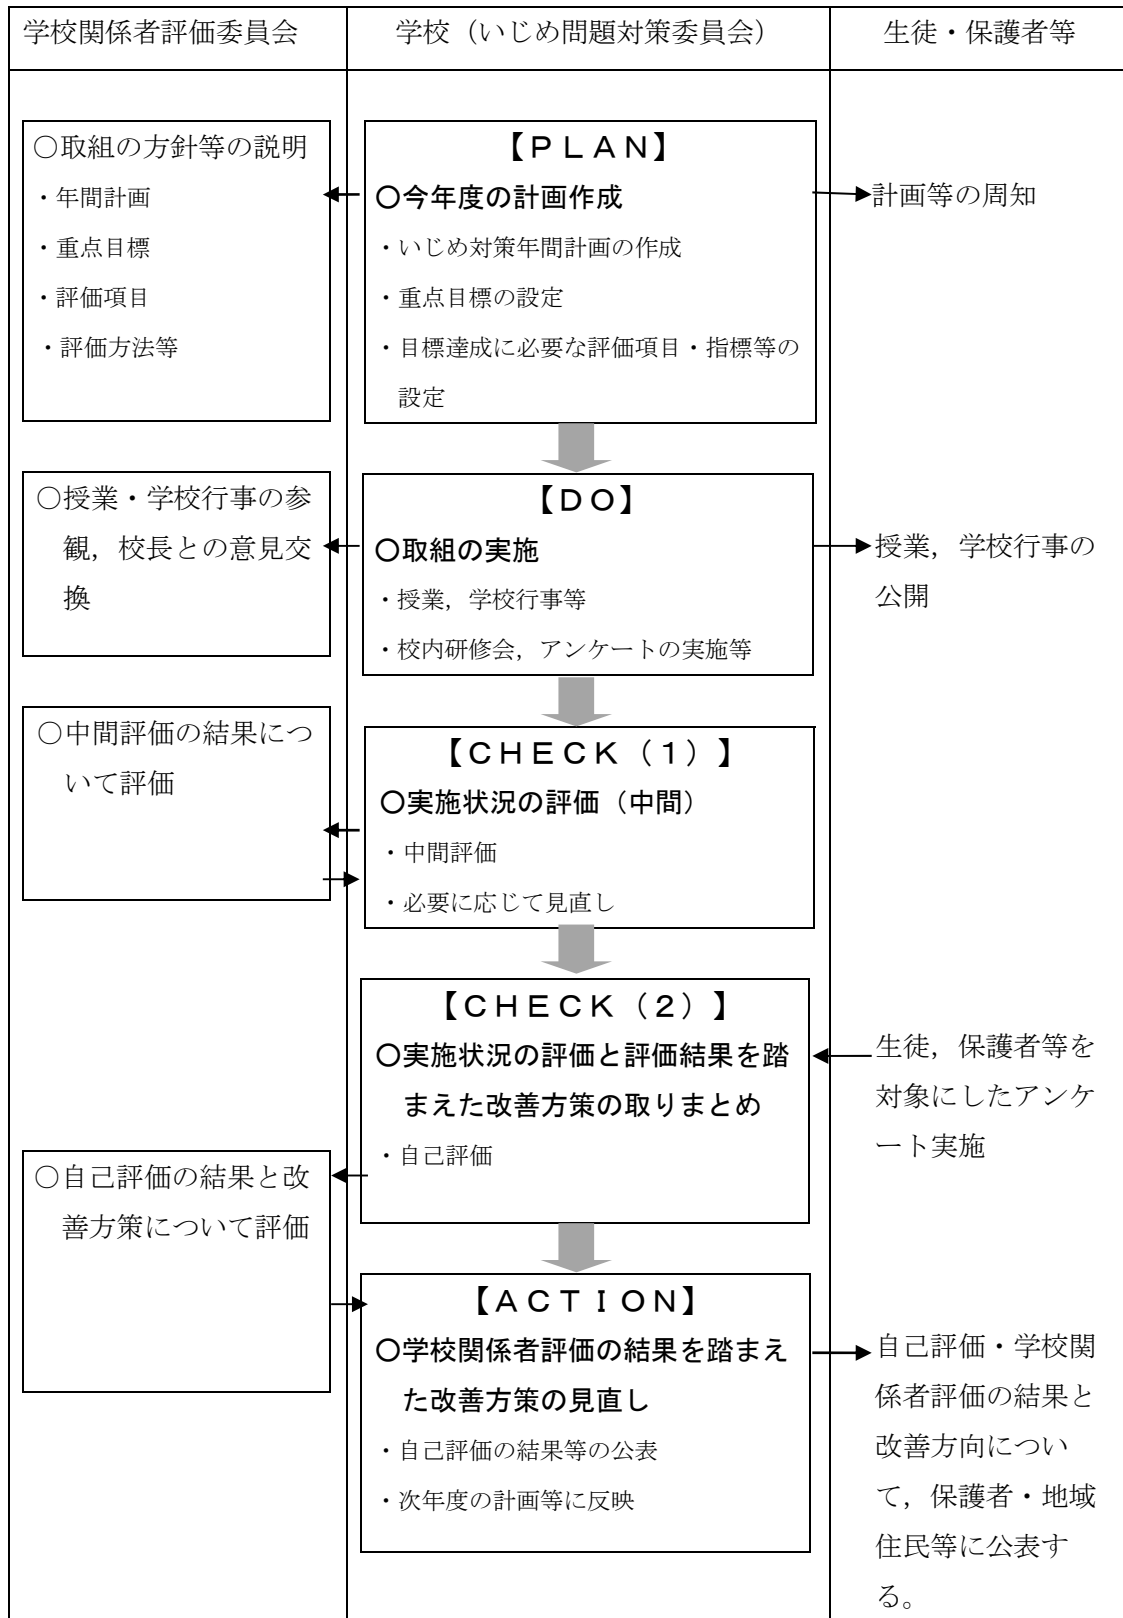 学校関係者評価委員会
学校（いじめ問題対策委員会）
生徒・保護者等
○取組の方針等の説明
・年間計画
・重点目標
・評価項目
・評価方法等
【ＰＬＡＮ】
○今年度の計画作成
・いじめ対策年間計画の作成
・重点目標の設定
・目標達成に必要な評価項目・指標等の
設定
計画等の周知
○授業・学校行事の参
観，校長との意見交
換
【ＤＯ】
○取組の実施
・授業，学校行事等
・校内研修会，アンケートの実施等
授業，学校行事の
公開
○中間評価の結果につ
いて評価
【ＣＨＥＣＫ（１）】
○実施状況の評価（中間）
・中間評価
・必要に応じて見直し
【ＣＨＥＣＫ（２）】
○実施状況の評価と評価結果を踏
まえた改善方策の取りまとめ
・自己評価
生徒，保護者等を
対象にしたアンケ
ート実施
○自己評価の結果と改
善方策について評価
【ＡＣＴＩＯＮ】
○学校関係者評価の結果を踏まえ
た改善方策の見直し
・自己評価の結果等の公表
・次年度の計画等に反映
自己評価・学校関
係者評価の結果と
改善方向につい
て，保護者・地域
住民等に公表す
る。